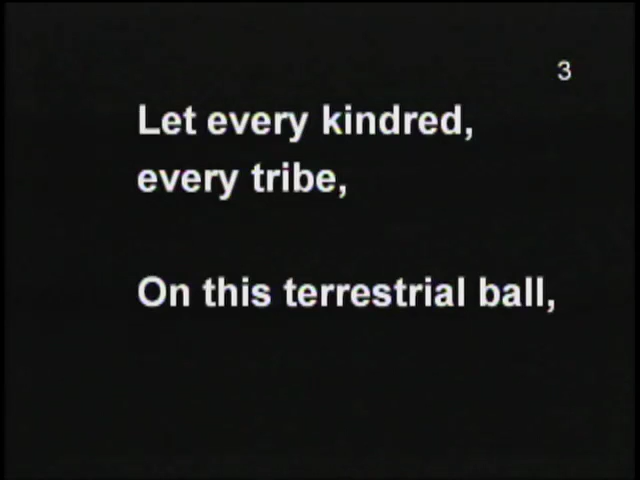 3
Let every kindred,
every tribe,
On this terrestrial ball,